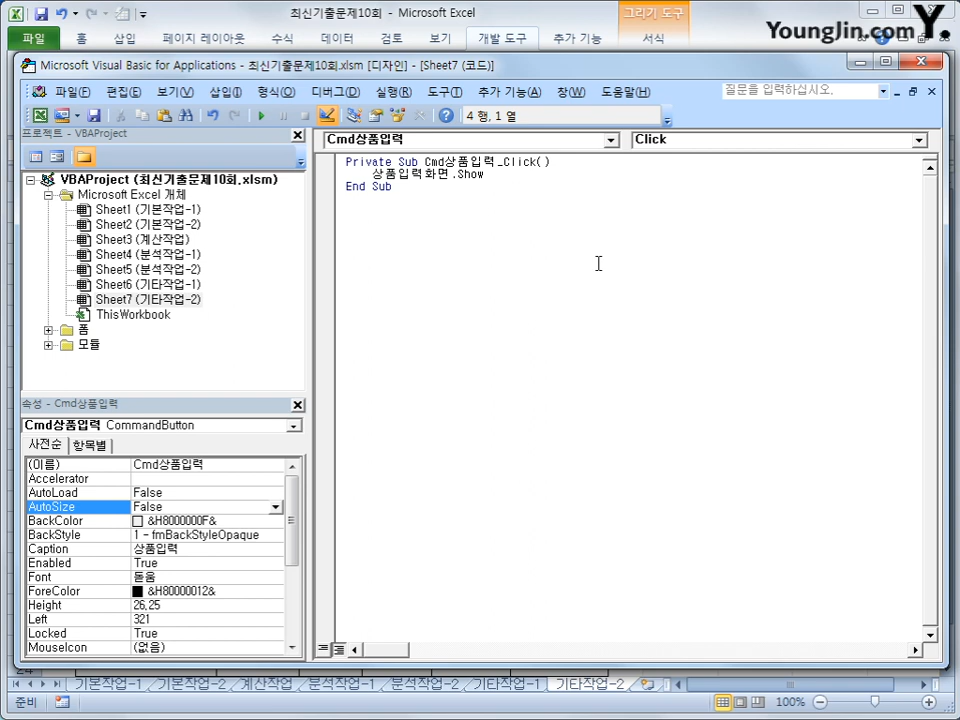 최신기출문제10회 - Microsoft Excel
그리기 도구
파일 홈 삽입 페이지 레이아웃 수식 데이터 검토 보기 개발 도구 추가 기능 서식
YoungJin.com Y.
Microsoft Visual Basic for Applications - 최신기출문제10회.xlsm [디자인] - [Sheet7 (코드)]
파일(F) 편집(E) 보기(V) 삽입(I) 형식(O) 디버그(D) 실행(R) 도구(T) 추가 기능(A) 창(W) 도움말(H)
질문을 입력하십시오.
4 행, 1 열
프로젝트 - VBAProject
VBAProject (최신기출문제10회.xlsm)
Microsoft Excel 개체
Sheet1 (기본작업-1)
Sheet2 (기본작업-2)
Sheet3 (계산작업)
Sheet4 (분석작업-1)
Sheet5 (분석작업-2)
Sheet6 (기타작업-1)
Sheet7 (기타작업-2)
ThisWorkbook
폼
모듈
Cmd상품입력 Click
Private Sub Cmd상품입력_Click()
상품입력화면.Show
End Sub
속성 - Cmd상품입력
Cmd상품입력 CommandButton
사전순 항목별
(이름) Cmd상품입력
Accelerator
AutoLoad False
AutoSize False
BackColor &H8000000F&
BackStyle 1 - fmBackStyleOpaque
Caption 상품입력
Enabled True
Font 돋움
ForeColor &H80000012&
Height 26.25
Left 321
Locked True
MouseIcon (없음)
기본작업-1 기본작업-2 계산작업 분석작업-1 분석작업-2 기타작업-1 기타작업-2
준비 100%